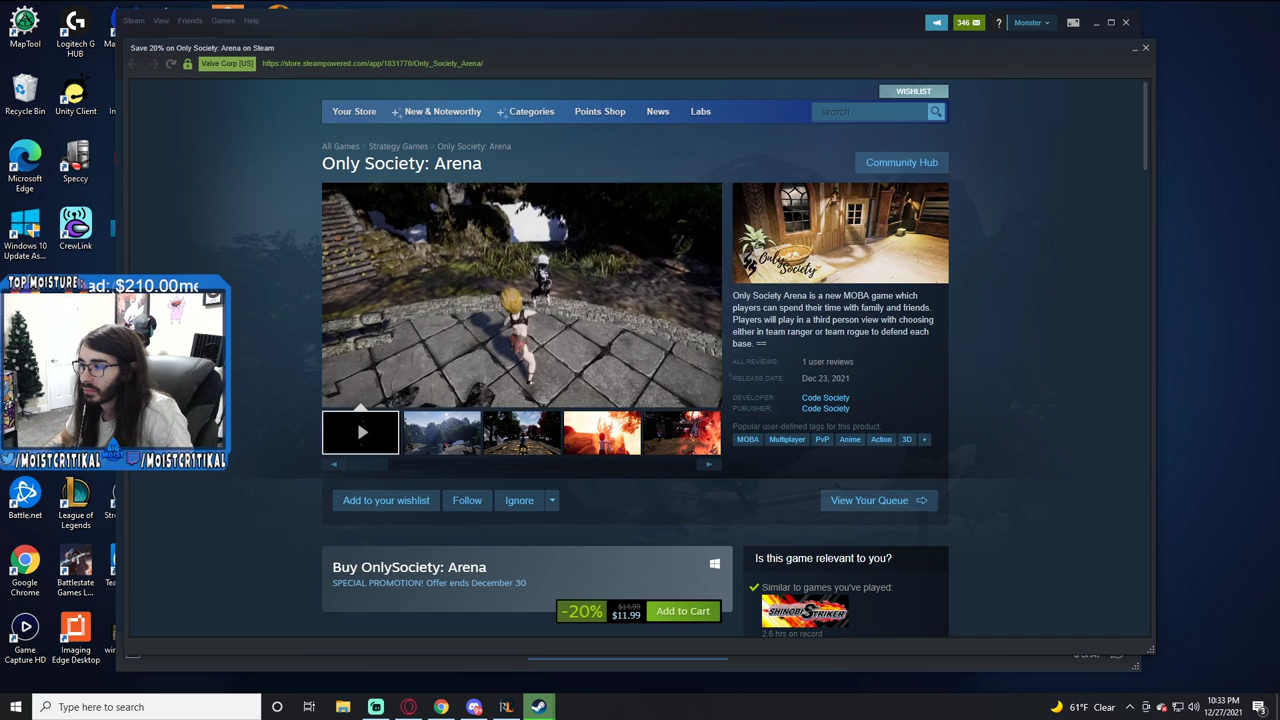 Steam View Friends Games Help
346
?
Monster
Save 20% on Only Society: Arena on Steam
Valve Corp [US] https://store.steampowered.com/app/1831770/Only_Society_Arena/
WISHLIST
Your Store New & Noteworthy Categories Points Shop News Labs
search
All Games > Strategy Games > Only Society: Arena
Only Society: Arena
Community Hub
Only Society
Only Society Arena is a new MOBA game which
players can spend their time with family and friends.
Players will play in a third person view with choosing
either in team ranger or team rogue to defend each
base. ==
ALL REVIEWS: 1 user reviews
RELEASE DATE: Dec 23, 2021
DEVELOPER: Code Society
PUBLISHER: Code Society
Popular user-defined tags for this product:
MOBA Multiplayer PvP Anime Action 3D +
Add to your wishlist Follow Ignore
View Your Queue
Buy OnlySociety: Arena
SPECIAL PROMOTION! Offer ends December 30
-20% $14.99 $11.99 Add to Cart
Is this game relevant to you?
Similar to games you've played:
SHINOBI STRIKER
2.6 hrs on record
MapTool
Logitech G
HUB
Recycle Bin
Unity Client
Microsoft
Edge
Speccy
Windows 10
Update As...
CrewLink
TOP MOISTURE: ad: $210.00
BIG
MOIST
/MOISTCR1TIKAL /MOISTCR1TIKAL
Battle.net
League of
Legends
Google
Chrome
Battlestate
Games L...
Game
Capture HD
Imaging
Edge Desktop
Type here to search
61°F Clear
10:33 PM
12/27/2021
3